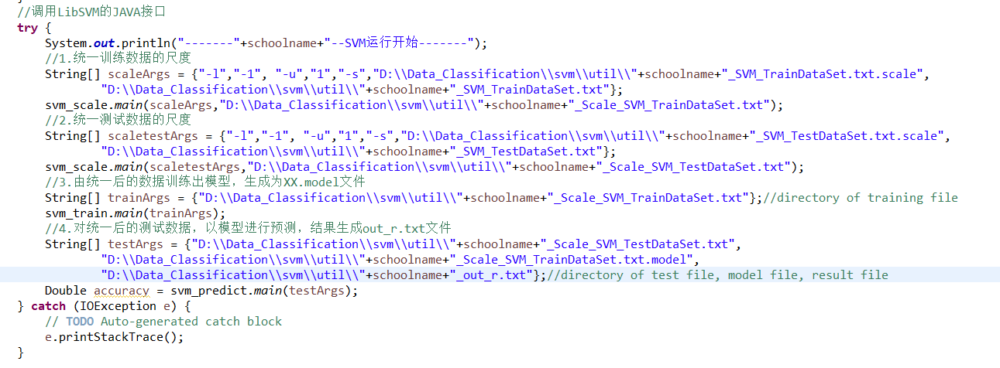 }
//调用LibSVM的JAVA接口
try {
System.out.println("-------"+schoolname+"--SVM运行开始-------");
//1.统一训练数据的尺度
String[] scaleArgs = {"-l","-1", "-u","1","-s","D:\\Data_Classification\\svm\\util\\"+schoolname+"_SVM_TrainDataSet.txt.scale",
"D:\\Data_Classification\\svm\\util\\"+schoolname+"_SVM_TrainDataSet.txt"};
svm_scale.main(scaleArgs,"D:\\Data_Classification\\svm\\util\\"+schoolname+"_Scale_SVM_TrainDataSet.txt");
//2.统一测试数据的尺度
String[] scaletestArgs = {"-l","-1", "-u","1","-s","D:\\Data_Classification\\svm\\util\\"+schoolname+"_SVM_TestDataSet.txt.scale",
"D:\\Data_Classification\\svm\\util\\"+schoolname+"_SVM_TestDataSet.txt"};
svm_scale.main(scaletestArgs,"D:\\Data_Classification\\svm\\util\\"+schoolname+"_Scale_SVM_TestDataSet.txt");
//3.由统一后的数据训练出模型，生成为XX.model文件
String[] trainArgs = {"D:\\Data_Classification\\svm\\util\\"+schoolname+"_Scale_SVM_TrainDataSet.txt"};//directory of training file
svm_train.main(trainArgs);
//4.对统一后的测试数据，以模型进行预测，结果生成out_r.txt文件
String[] testArgs = {"D:\\Data_Classification\\svm\\util\\"+schoolname+"_Scale_SVM_TestDataSet.txt",
"D:\\Data_Classification\\svm\\util\\"+schoolname+"_Scale_SVM_TrainDataSet.txt.model",
"D:\\Data_Classification\\svm\\util\\"+schoolname+"_out_r.txt"};//directory of test file, model file, result file
Double accuracy = svm_predict.main(testArgs);
} catch (IOException e) {
// TODO Auto-generated catch block
e.printStackTrace();
}